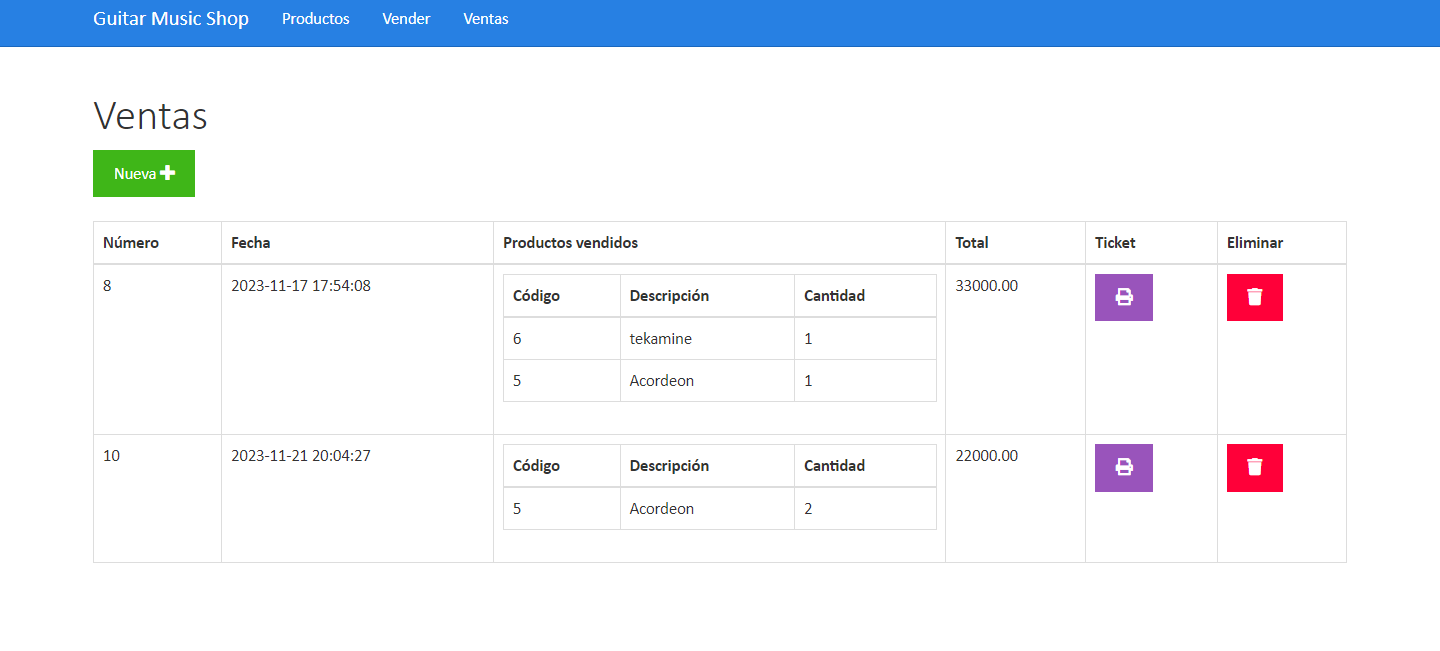 Guitar Music Shop Productos Vender Ventas
Ventas
Nueva
Número Fecha Productos vendidos Total Ticket Eliminar
8 2023-11-17 17:54:08 33000.00
Código Descripción Cantidad
6 tekamine 1
5 Acordeon 1
10 2023-11-21 20:04:27 22000.00
Código Descripción Cantidad
5 Acordeon 2